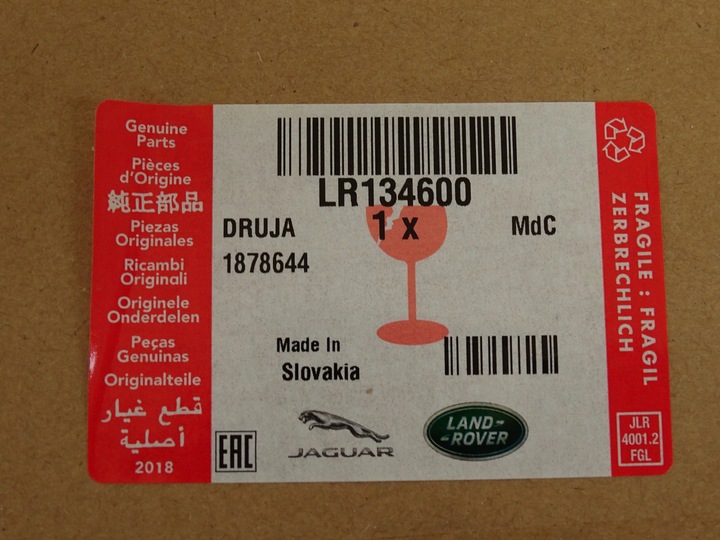 Genuine
Parts
Pièces
d'Origine
純正部品
Piezas
Originales
Ricambi
Originali
Originele
Onderdelen
Peças
Genuinas
Originalteile
قطع غيار
أصلية
2018
LR134600
DRUJA
1 x
MdC
1878644
Made In
Slovakia
EAC
JAGUAR
LAND-
-ROVER
FRAGILE : FRAGIL
ZERBRECHLICH
JLR
4001.2
FGL